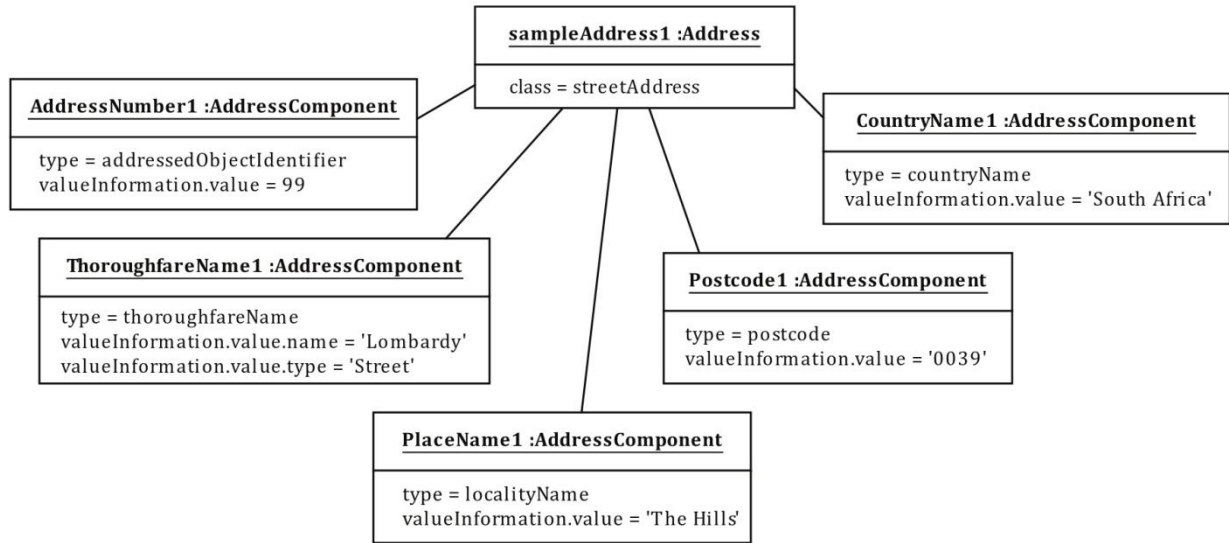 sampleAddress1 :Address
class = streetAddress
AddressNumber1 :AddressComponent
type = addressedObjectIdentifier
valueInformation.value = 99
CountryName1 :AddressComponent
type = countryName
valueInformation.value = 'South Africa'
ThoroughfareName1 :AddressComponent
type = thoroughfareName
valueInformation.value.name = 'Lombardy'
valueInformation.value.type = 'Street'
Postcode1 :AddressComponent
type = postcode
valueInformation.value = '0039'
PlaceName1 :AddressComponent
type = localityName
valueInformation.value = 'The Hills'